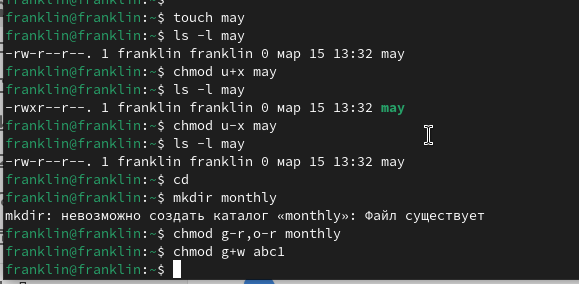 franklin@franklin:~$ touch may
franklin@franklin:~$ ls -l may
-rw-r--r--. 1 franklin franklin 0 мар 15 13:32 may
franklin@franklin:~$ chmod u+x may
franklin@franklin:~$ ls -l may
-rwxr--r--. 1 franklin franklin 0 мар 15 13:32 may
franklin@franklin:~$ chmod u-x may
franklin@franklin:~$ ls -l may
-rw-r--r--. 1 franklin franklin 0 мар 15 13:32 may
franklin@franklin:~$ cd
franklin@franklin:~$ mkdir monthly
mkdir: невозможно создать каталог «monthly»: Файл существует
franklin@franklin:~$ chmod g-r,o-r monthly
franklin@franklin:~$ chmod g+w abc1
franklin@franklin:~$